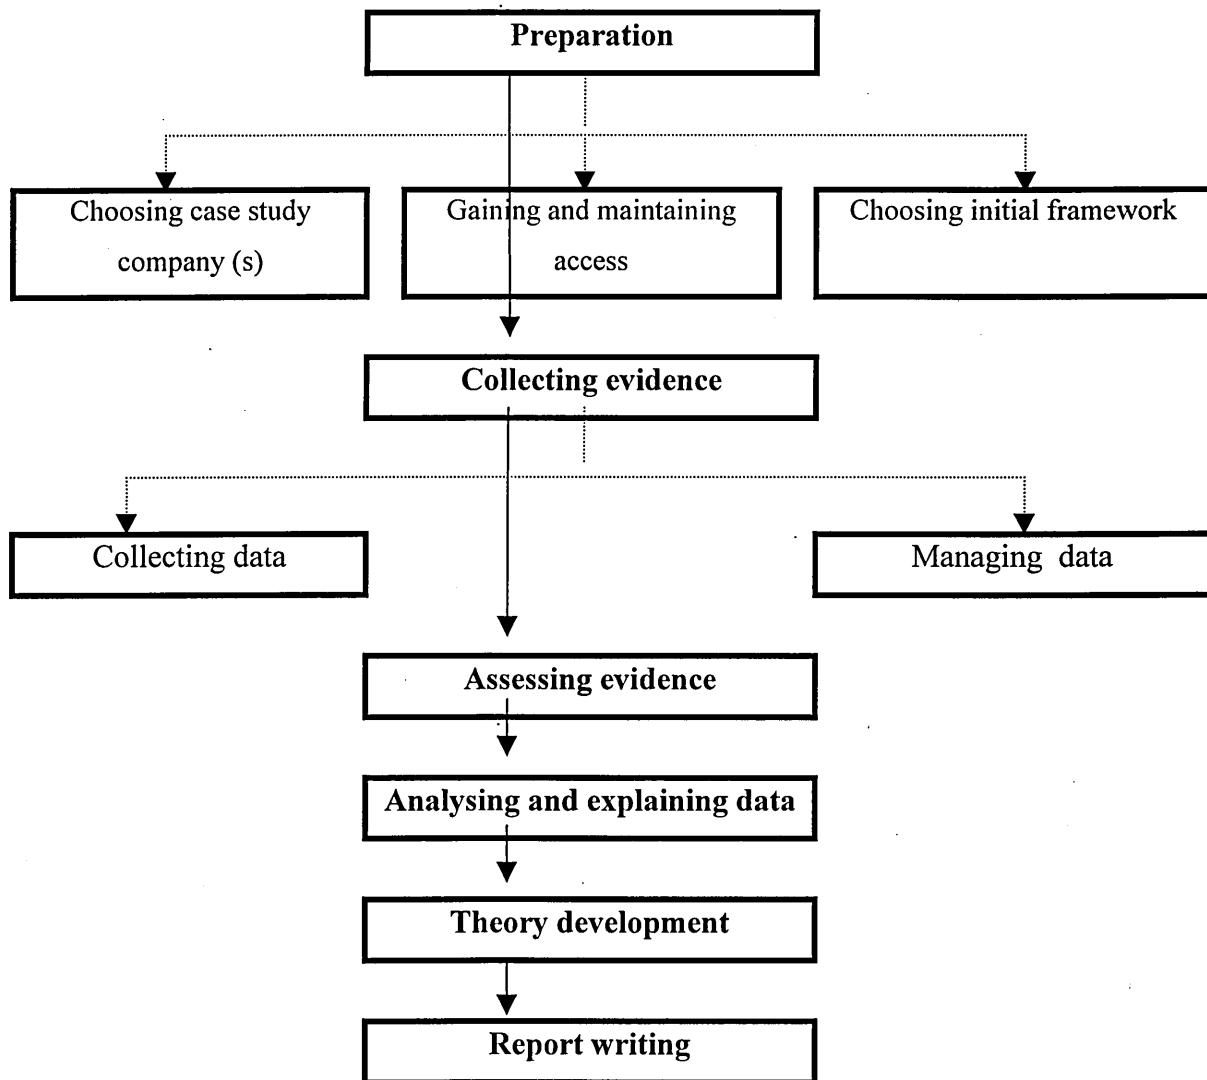 Preparation
Choosing case study
company (s)
Gaining and maintaining
access
Choosing initial framework
Collecting evidence
Collecting data
Managing data
Assessing evidence
Analysing and explaining data
Theory development
Report writing